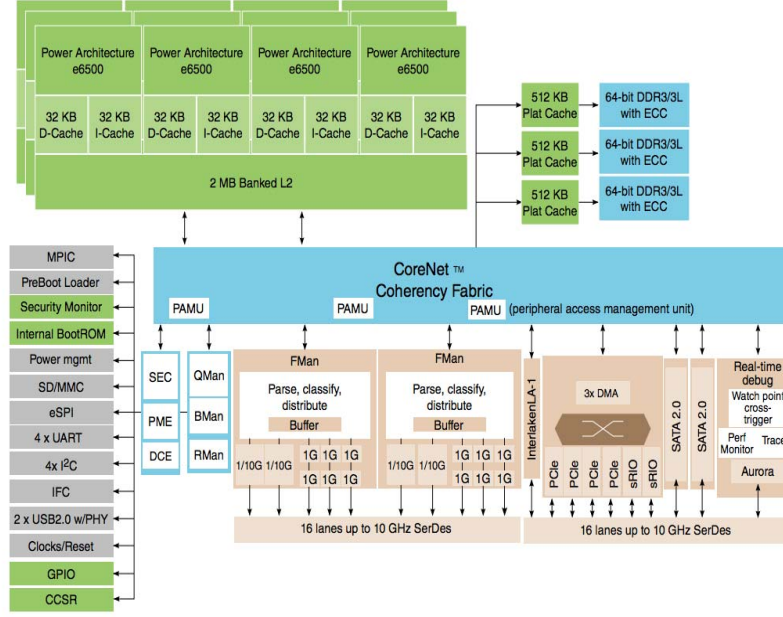 Power Architecture
e6500
Power Architecture
e6500
Power Architecture
e6500
Power Architecture
e6500
32 KB
D-Cache
32 KB
I-Cache
32 KB
D-Cache
32 KB
I-Cache
32 KB
D-Cache
32 KB
I-Cache
32 KB
D-Cache
32 KB
I-Cache
2 MB Banked L2
512 KB
Plat Cache
64-bit DDR3/3L
with ECC
512 KB
Plat Cache
64-bit DDR3/3L
with ECC
512 KB
Plat Cache
64-bit DDR3/3L
with ECC
MPIC
PreBoot Loader
Security Monitor
Internal BootROM
Power mgmt
SD/MMC
eSPI
4 x UART
4x I²C
IFC
2 x USB2.0 w/PHY
Clocks/Reset
GPIO
CCSR
CoreNet TM
Coherency Fabric
PAMU
PAMU
PAMU
(peripheral access management unit)
SEC
PME
DCE
QMan
BMan
RMan
FMan
Parse, classify,
distribute
Buffer
1/10G
1/10G
1G
1G
1G
1G
1G
1G
FMan
Parse, classify,
distribute
Buffer
1/10G
1/10G
1G
1G
1G
1G
1G
1G
16 lanes up to 10 GHz SerDes
InterlakenLA-1
3x DMA
PCIe
PCIe
PCIe
PCIe
sRIO
sRIO
SATA 2.0
SATA 2.0
Real-time
debug
Watch point
cross-
trigger
Perf
Monitor
Trace
Aurora
16 lanes up to 10 GHz SerDes